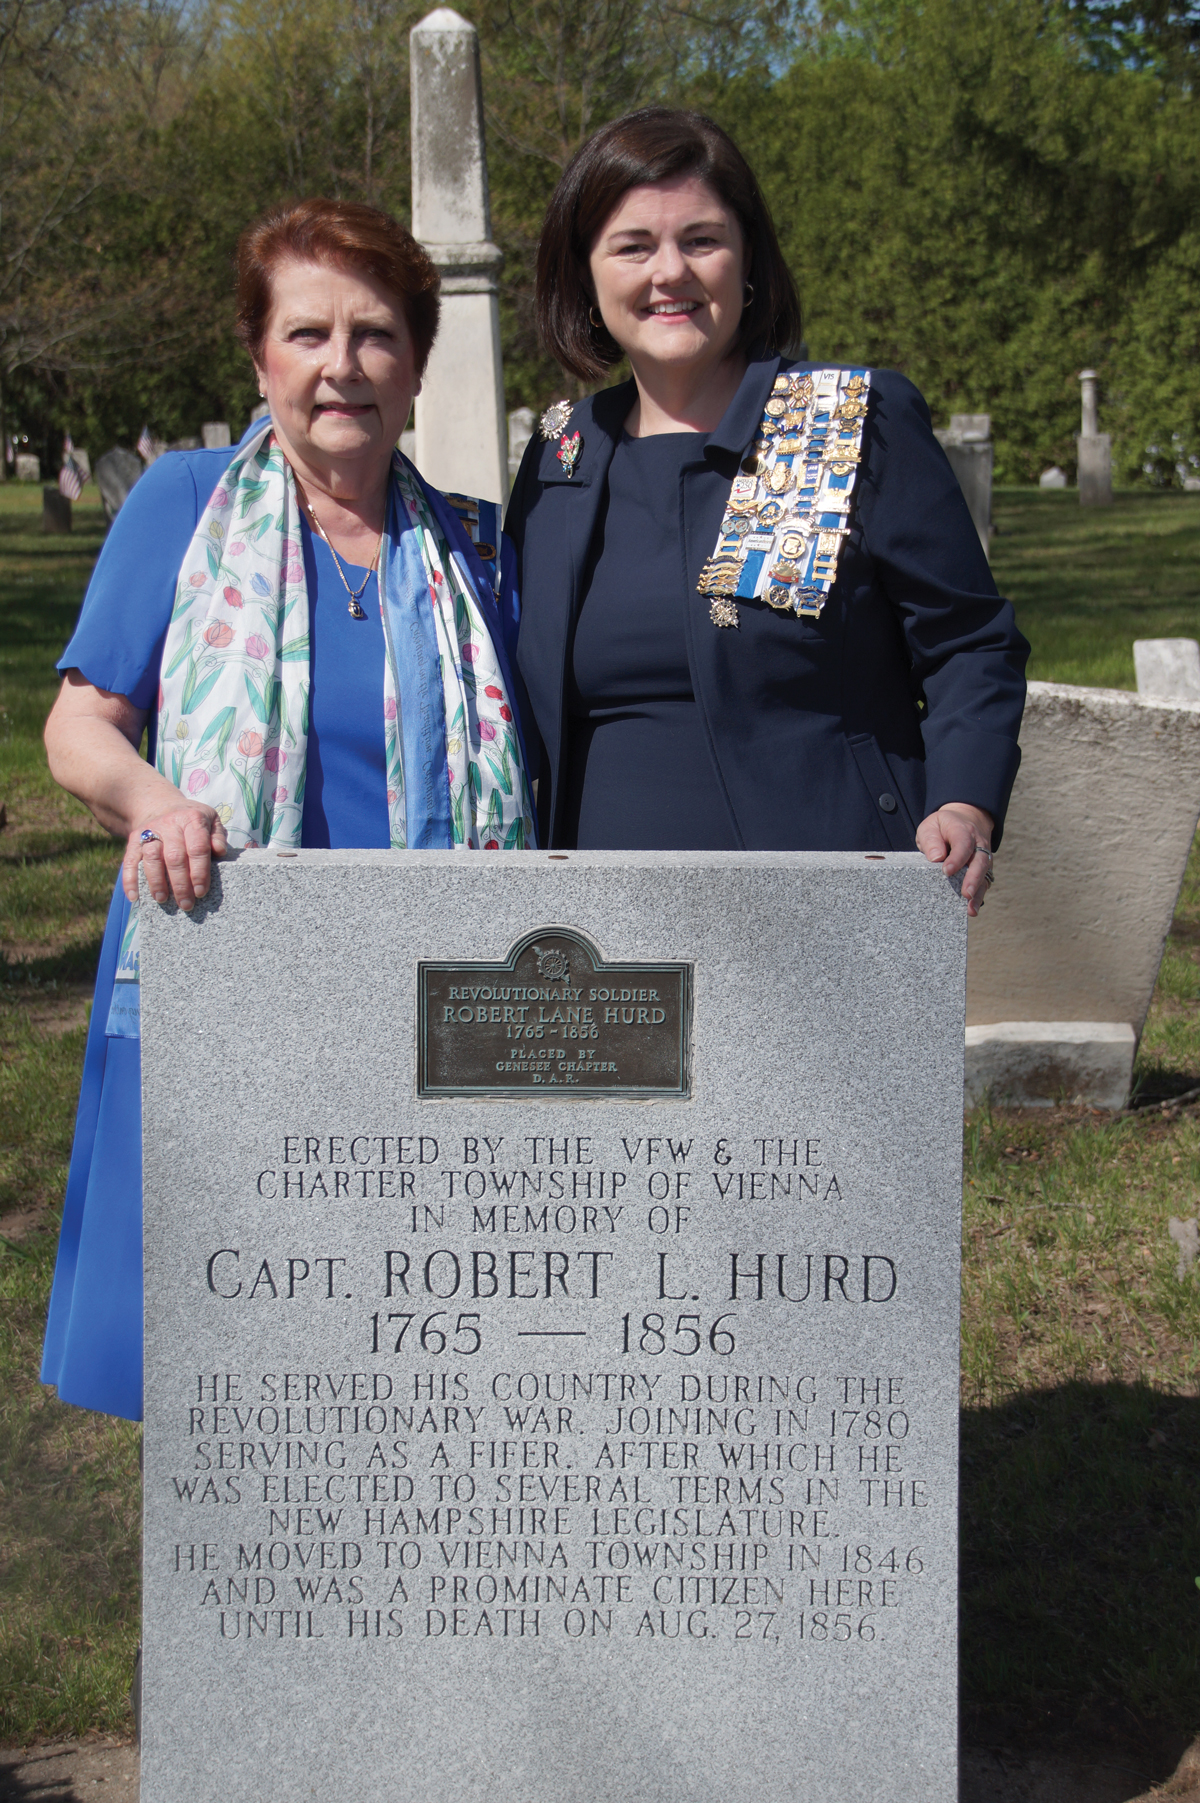 REVOLUTIONARY SOLDIER
ROBERT LANE HURD
1765 - 1856
PLACED BY
GENESEE CHAPTER
D. A. R.
ERECTED BY THE VFW & THE
CHARTER TOWNSHIP OF VIENNA
IN MEMORY OF
CAPT. ROBERT L. HURD
1765 — 1856
HE SERVED HIS COUNTRY DURING THE
REVOLUTIONARY WAR. JOINING IN 1780
SERVING AS A FIFER. AFTER WHICH HE
WAS ELECTED TO SEVERAL TERMS IN THE
NEW HAMPSHIRE LEGISLATURE.
HE MOVED TO VIENNA TOWNSHIP IN 1846
AND WAS A PROMINATE CITIZEN HERE
UNTIL HIS DEATH ON AUG. 27, 1856.